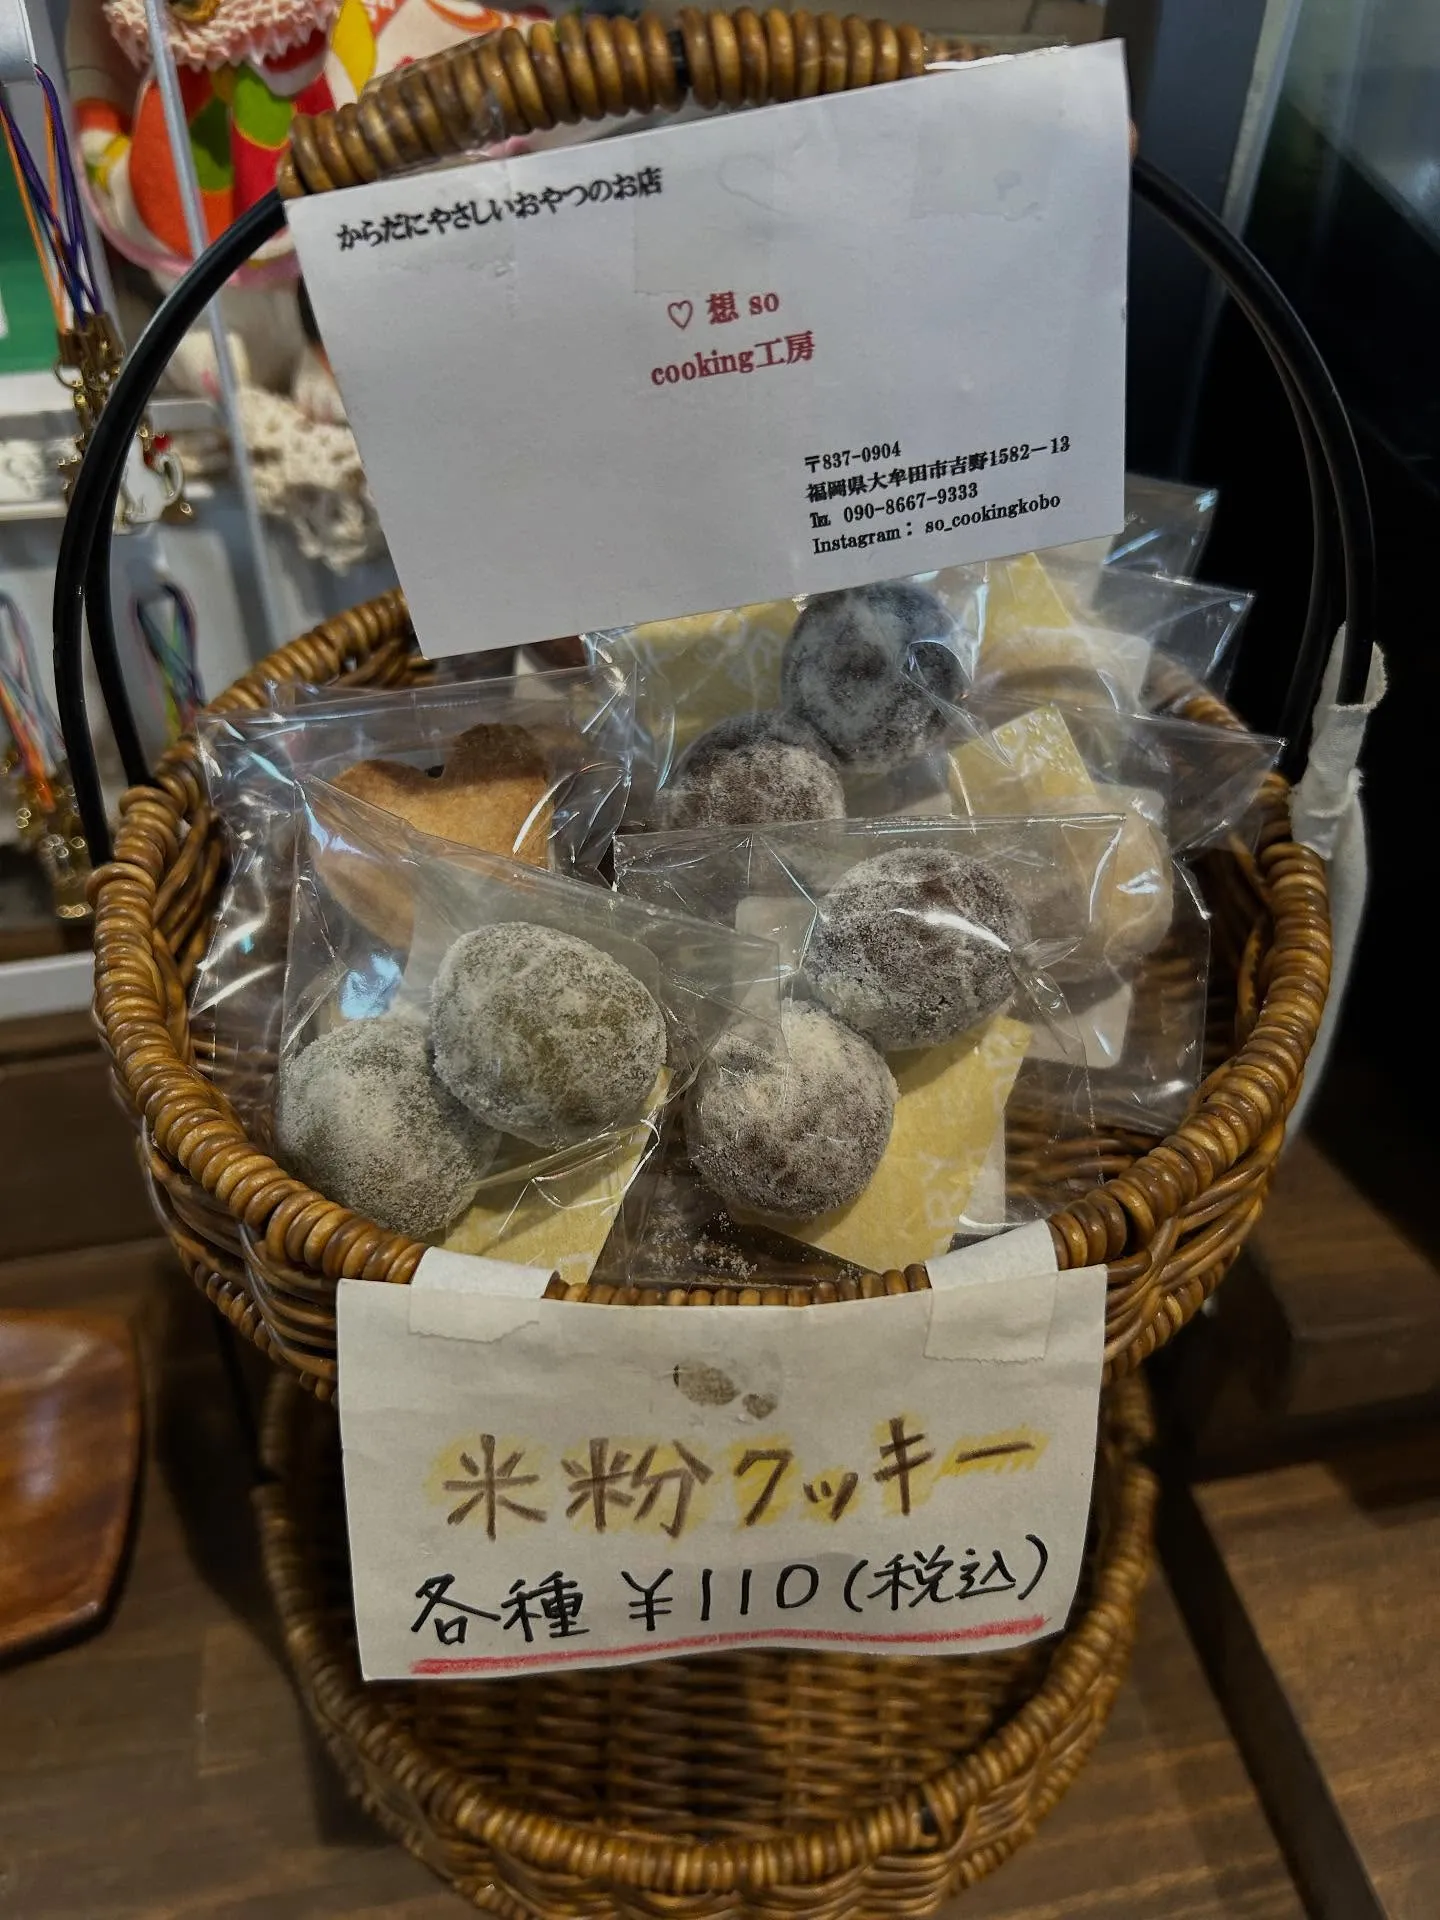 からだにやさしいおやつのお店
♡ 想 so
cooking工房
〒837-0904
福岡県大牟田市吉野1582−13
℡ 090-8667-9333
Instagram： so_cookingkobo
米粉クッキー
各種 ¥110(税込)